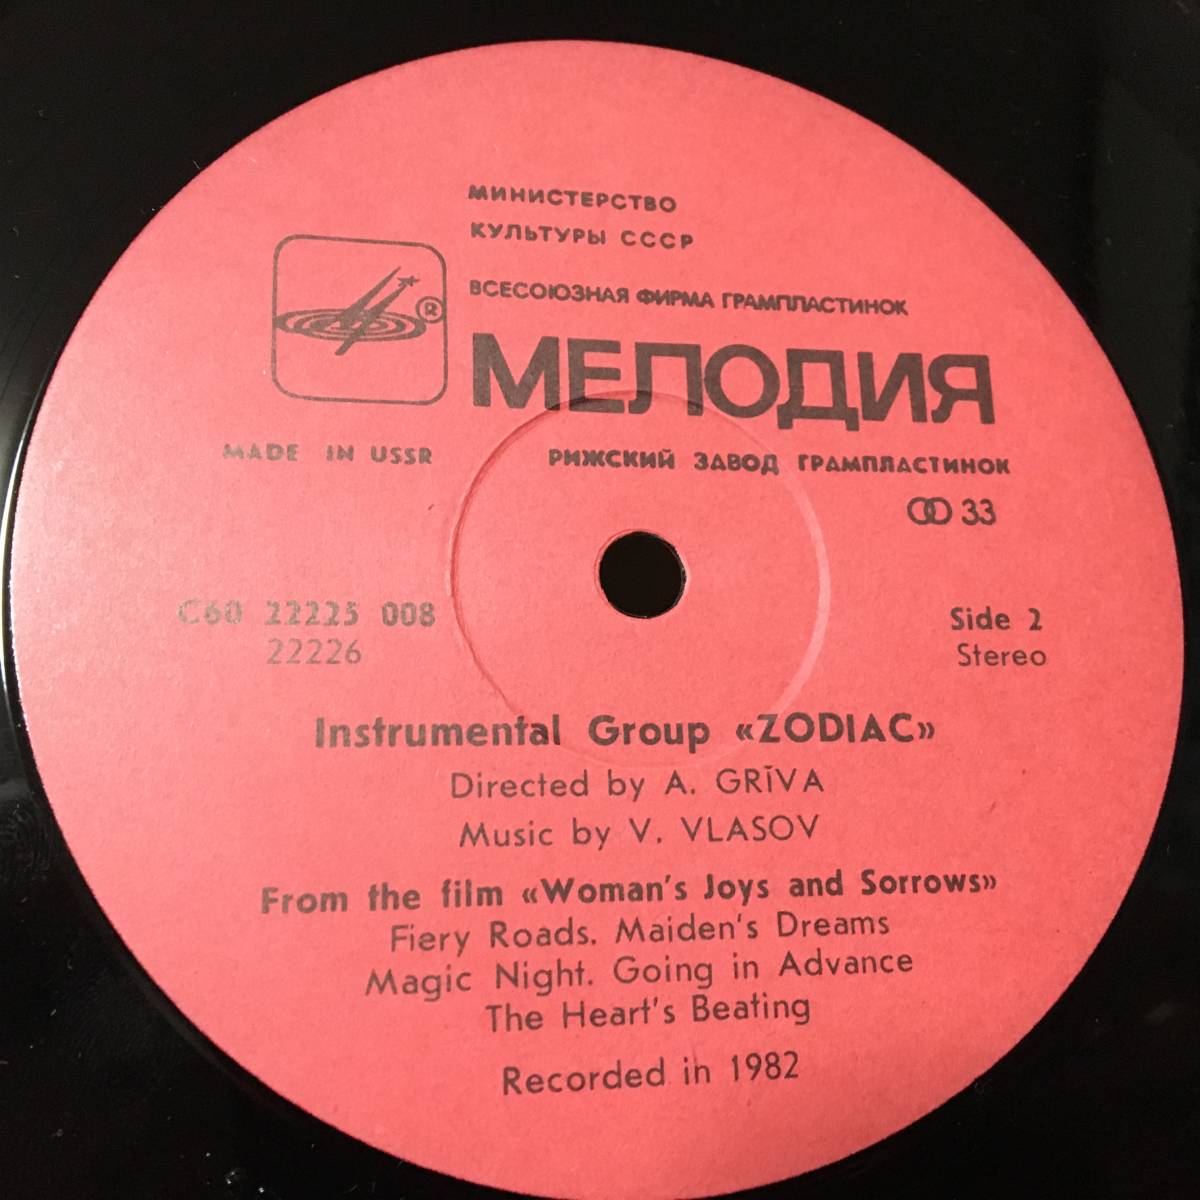 МИНИСТЕРСТВО
КУЛЬТУРЫ СССР
ВСЕСОЮЗНАЯ ФИРМА ГРАМПЛАСТИНОК
®
МЕЛОДИЯ
MADE IN USSR
РИЖСКИЙ ЗАВОД ГРАМПЛАСТИНОК
33
С60 22225 008
22226
Side 2
Stereo
Instrumental Group «ZODIAC»
Directed by A. GRĪVA
Music by V. VLASOV
From the film «Woman's Joys and Sorrows»
Fiery Roads. Maiden's Dreams
Magic Night. Going in Advance
The Heart's Beating
Recorded in 1982